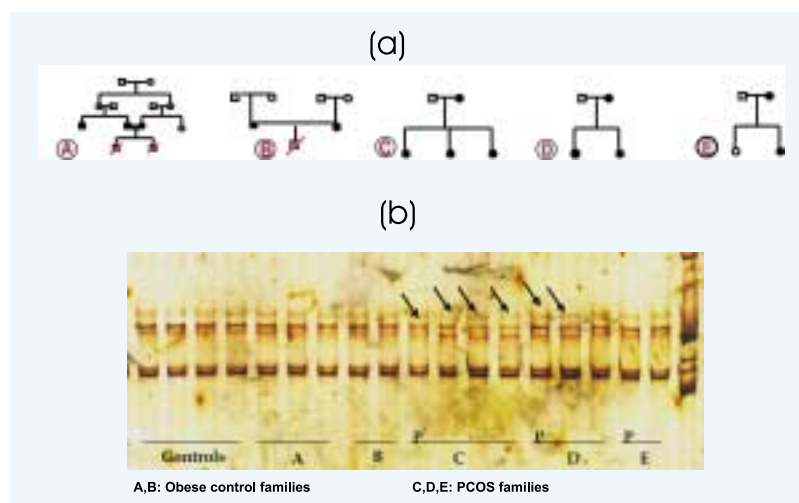 (a)
A B C D E
(b)
P P P
Controls A B C D E
A,B: Obese control families C,D,E: PCOS families